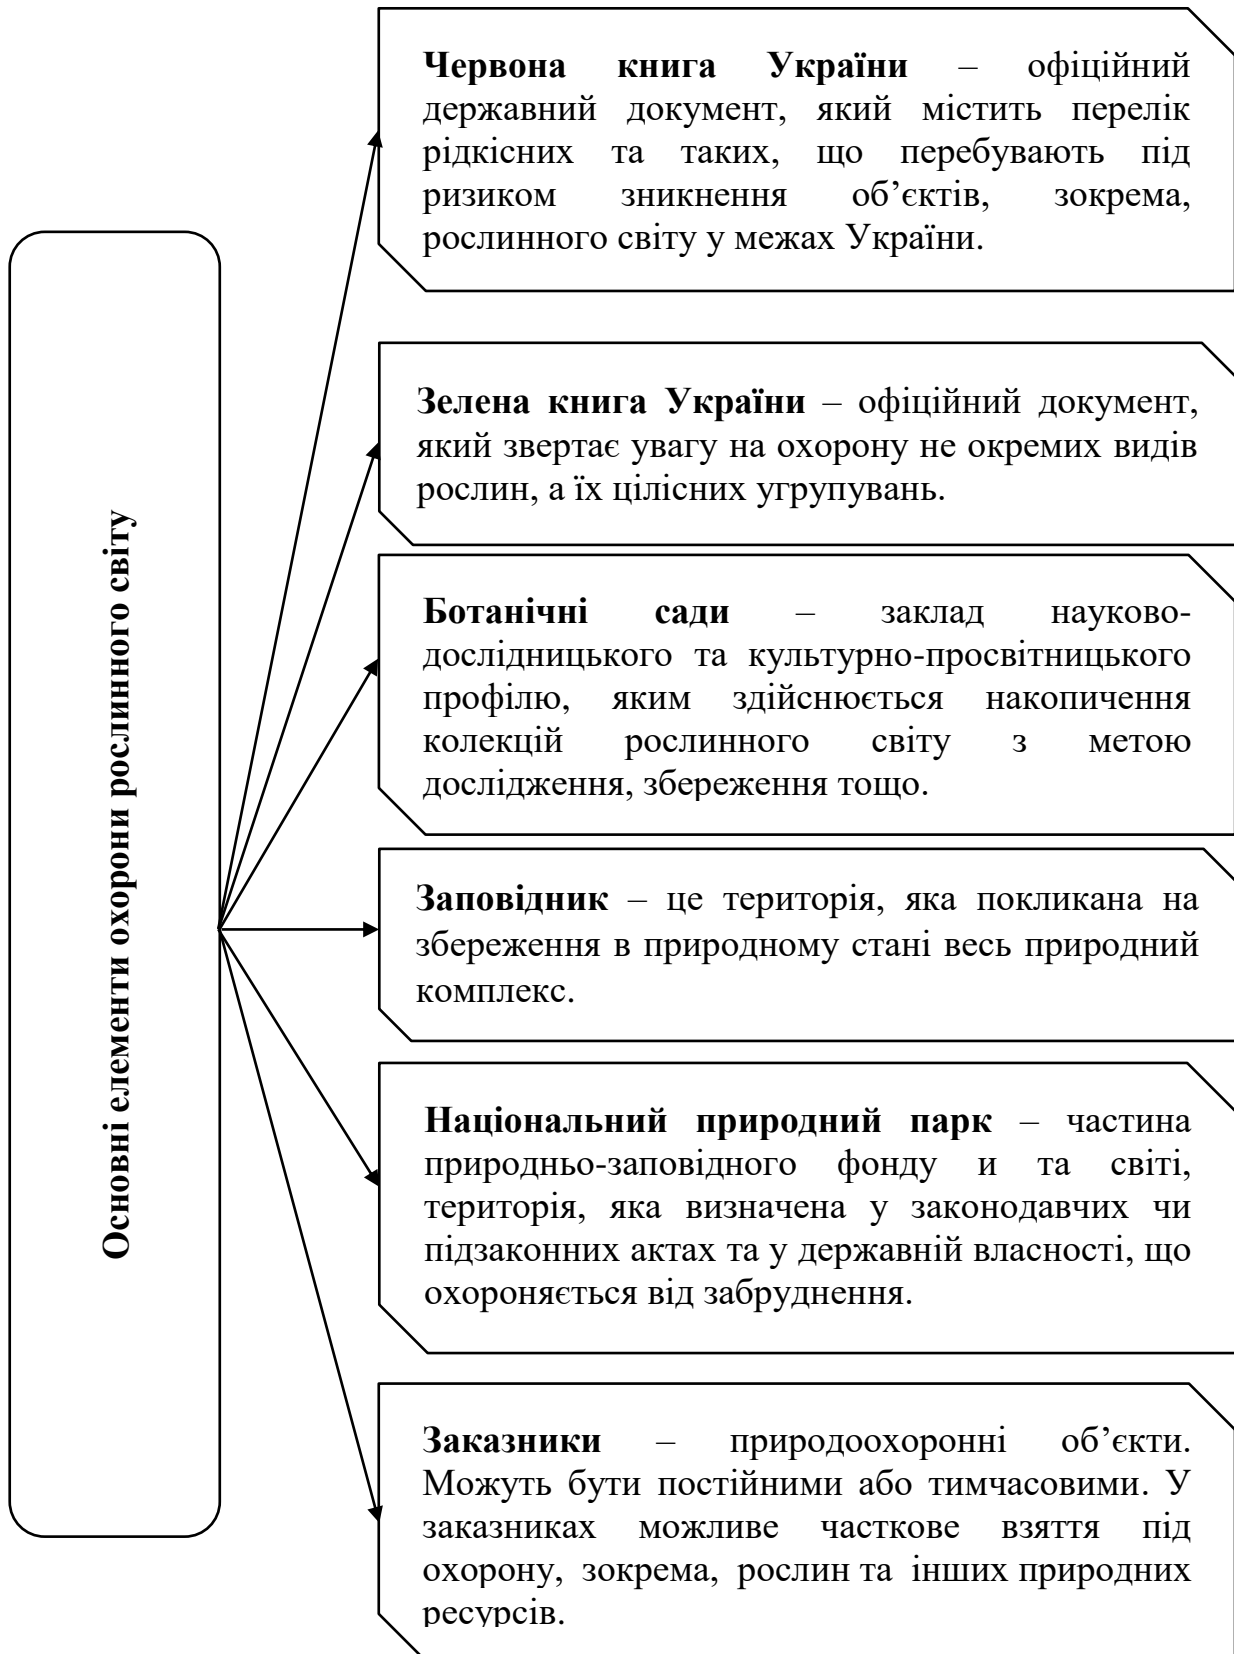 Основні елементи охорони рослинного світу
Червона книга України – офіційний
державний документ, який містить перелік
рідкісних та таких, що перебувають під
ризиком зникнення об’єктів, зокрема,
рослинного світу у межах України.
Зелена книга України – офіційний документ,
який звертає увагу на охорону не окремих видів
рослин, а їх цілісних угрупувань.
Ботанічні сади – заклад науково-
дослідницького та культурно-просвітницького
профілю, яким здійснюється накопичення
колекцій рослинного світу з метою
дослідження, збереження тощо.
Заповідник – це територія, яка покликана на
збереження в природному стані весь природний
комплекс.
Національний природний парк – частина
природньо-заповідного фонду и та світі,
територія, яка визначена у законодавчих чи
підзаконних актах та у державній власності, що
охороняється від забруднення.
Заказники – природоохоронні об’єкти.
Можуть бути постійними або тимчасовими. У
заказниках можливе часткове взяття під
охорону, зокрема, рослин та інших природних
ресурсів.